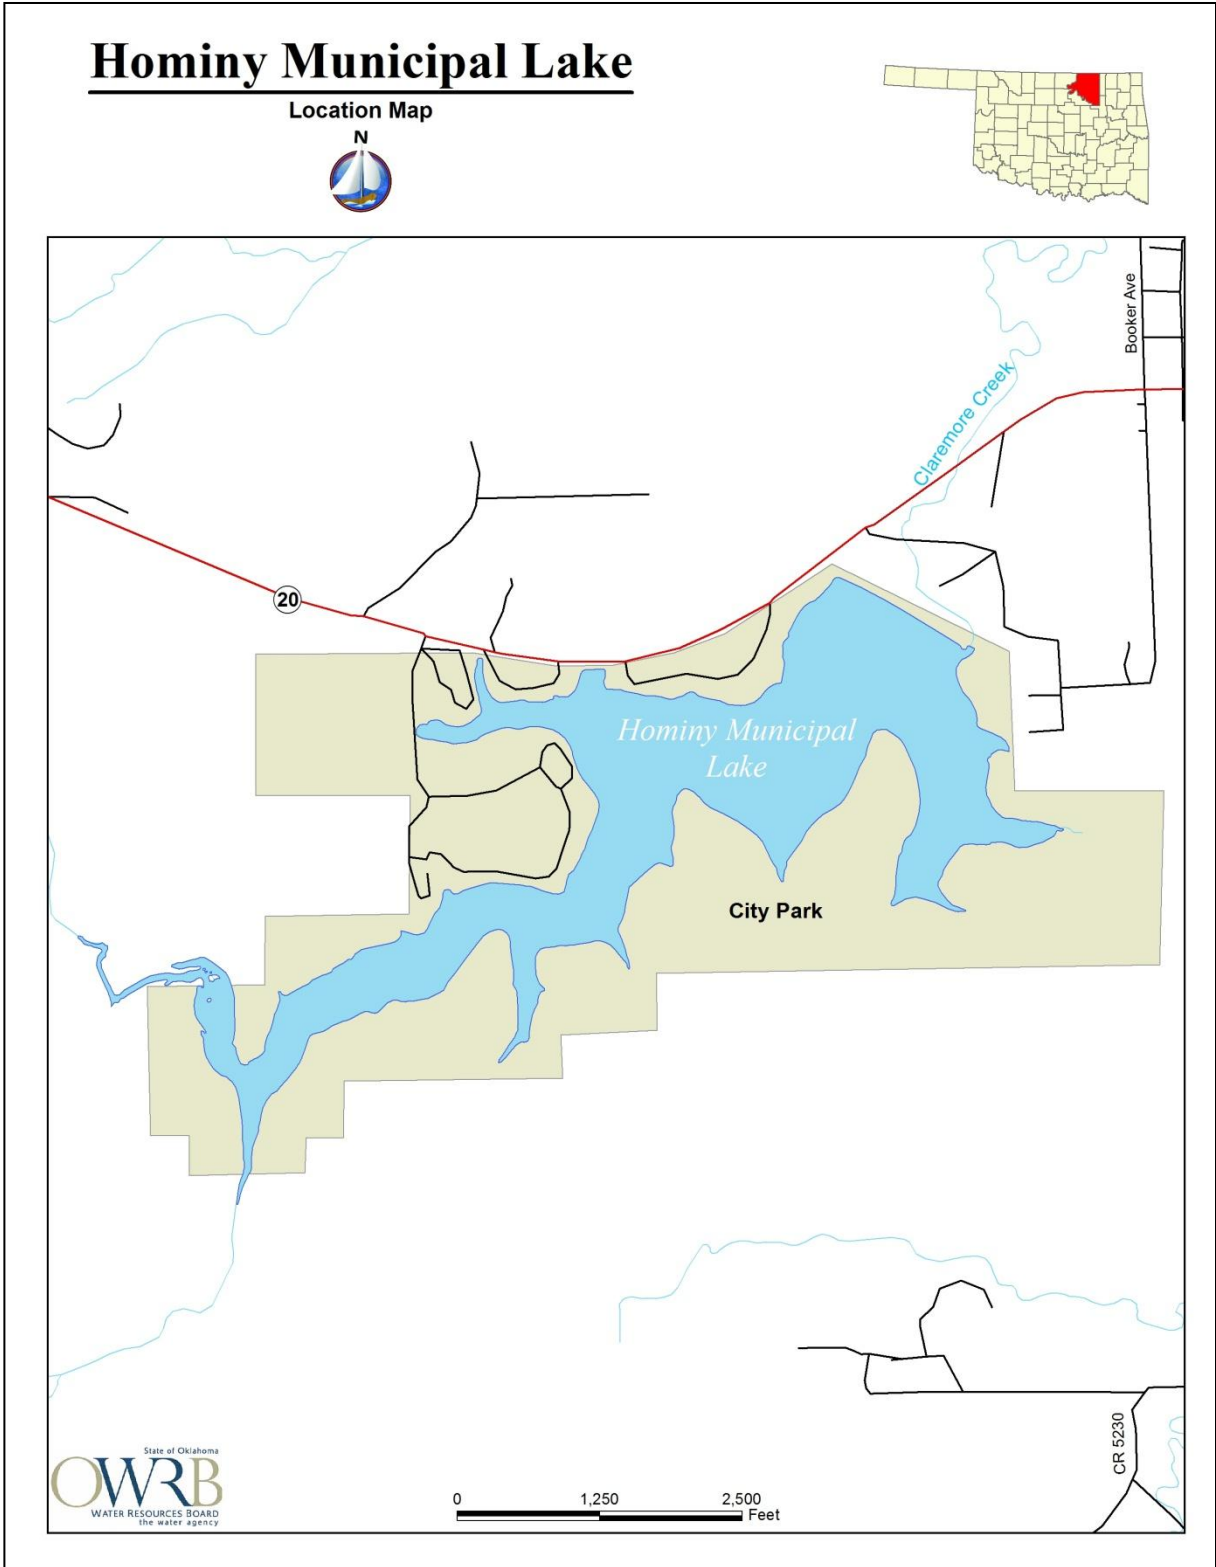 Hominy Municipal Lake
Location Map
N
Booker Ave
Claremore Creek
20
Hominy Municipal
Lake
City Park
CR 5230
State of Oklahoma
OWRB
WATER RESOURCES BOARD
the water agency
0 1,250 2,500
Feet